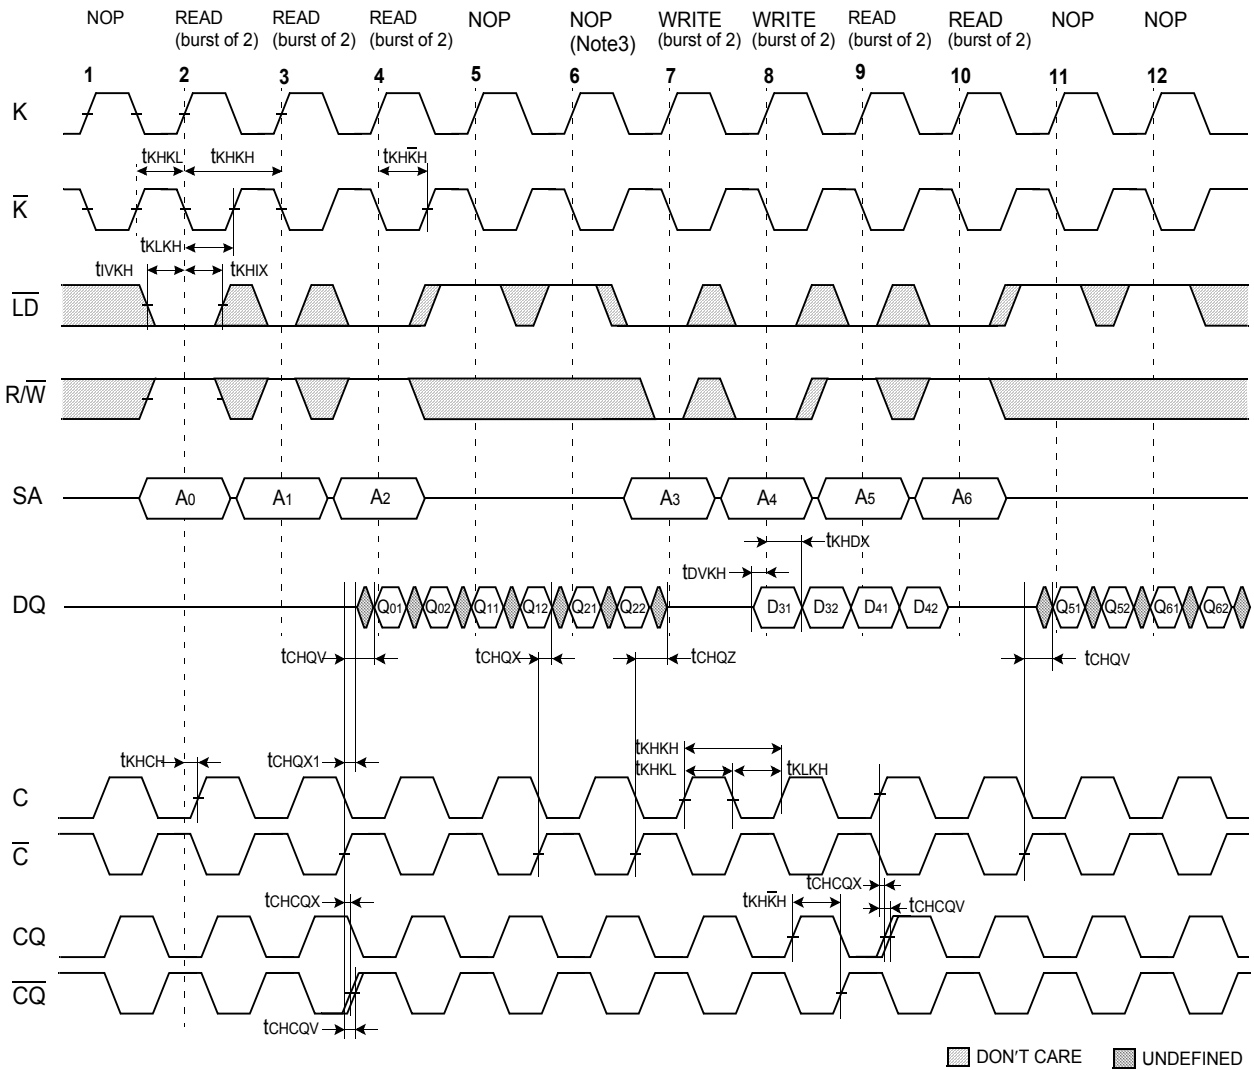 NOP READ READ READ NOP NOP WRITE WRITE READ READ NOP NOP
(burst of 2) (burst of 2) (burst of 2) (Note3) (burst of 2) (burst of 2) (burst of 2) (burst of 2)
1 2 3 4 5 6 7 8 9 10 11 12
K
tKHKL tKHKH tKHK̅H
K̅
tKLKH
tIVKH tKHIX
L̅D̅
R/W̅
SA A0 A1 A2 A3 A4 A5 A6
tKHDX
tDVKH
DQ Q01 Q02 Q11 Q12 Q21 Q22 D31 D32 D41 D42 Q51 Q52 Q61 Q62
tCHQV tCHQX tCHQZ tCHQV
tKHKH
tKHCH tCHQX1 tKHKL tKLKH
C
C̅
tCHCQX tKHK̅H tCHCQX
tCHCQV
CQ
C̅Q̅
tCHCQV
DON'T CARE UNDEFINED